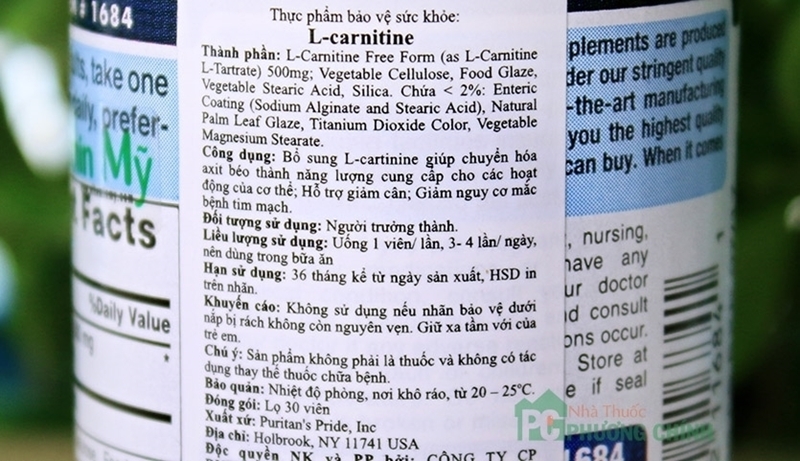 # 1684
take one
daily, prefer-
Mỹ
Facts
%Daily Value
mg
*
Thực phẩm bảo vệ sức khỏe:
L-carnitine
Thành phần: L-Carnitine Free Form (as L-Carnitine
L-Tartrate) 500mg; Vegetable Cellulose, Food Glaze,
Vegetable Stearic Acid, Silica. Chứa < 2%: Enteric
Coating (Sodium Alginate and Stearic Acid), Natural
Palm Leaf Glaze, Titanium Dioxide Color, Vegetable
Magnesium Stearate.
Công dụng: Bổ sung L-cartinine giúp chuyển hóa
axit béo thành năng lượng cung cấp cho các hoạt
động của cơ thể; Hỗ trợ giảm cân; Giảm nguy cơ mắc
bệnh tim mạch.
Đối tượng sử dụng: Người trưởng thành.
Liều lượng sử dụng: Uống 1 viên/ lần, 3- 4 lần/ ngày,
nên dùng trong bữa ăn
Hạn sử dụng: 36 tháng kể từ ngày sản xuất, HSD in
trên nhãn.
Khuyến cáo: Không sử dụng nếu nhãn bảo vệ dưới
nắp bị rách không còn nguyên vẹn. Giữ xa tầm với của
trẻ em.
Chú ý: Sản phẩm không phải là thuốc và không có tác
dụng thay thế thuốc chữa bệnh.
Bảo quản: Nhiệt độ phòng, nơi khô ráo, từ 20 – 25ºC.
Đóng gói: Lọ 30 viên
Xuất xứ: Puritan's Pride, Inc
Địa chỉ: Holbrook, NY 11741 USA
Độc quyền NK và PP bởi: CÔNG TY CP
plements are produced
der our stringent quality
-the-art manufacturing
you the highest quality
can buy. When it comes
, nursing,
have any
ur doctor
d consult
ons occur.
Store at
e if seal
1684
Nhà Thuốc
PHƯƠNG CHÍNH